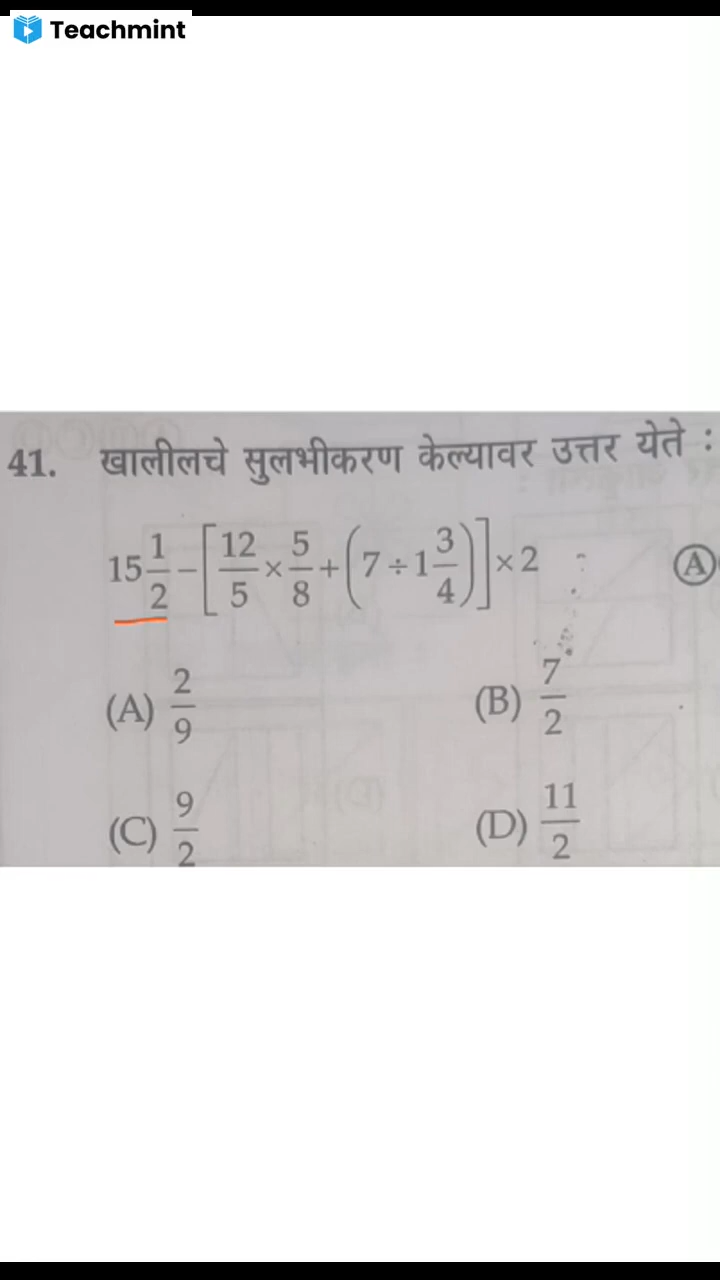 Teachmint
41. खालीलचे सुलभीकरण केल्यावर उत्तर येते :
15 1/2 − [12/5 × 5/8 + (7 ÷ 1 3/4)] × 2
(A)
(A) 2/9 (B) 7/2
(C) 9/2 (D) 11/2